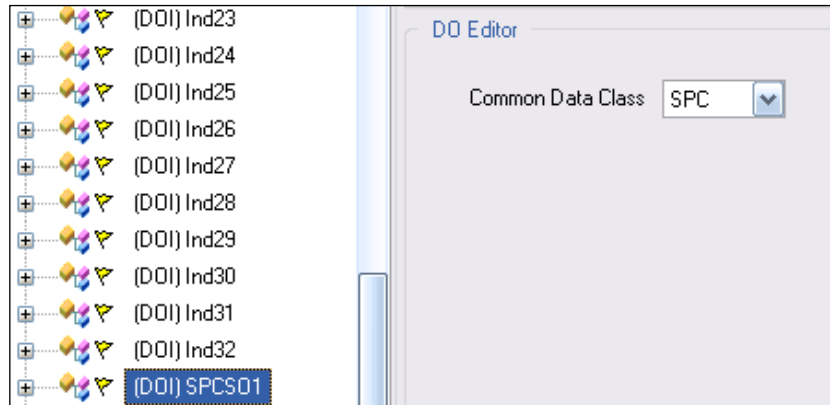 (DOI) Ind23
(DOI) Ind24
(DOI) Ind25
(DOI) Ind26
(DOI) Ind27
(DOI) Ind28
(DOI) Ind29
(DOI) Ind30
(DOI) Ind31
(DOI) Ind32
(DOI) SPCSO1
DO Editor
Common Data Class SPC